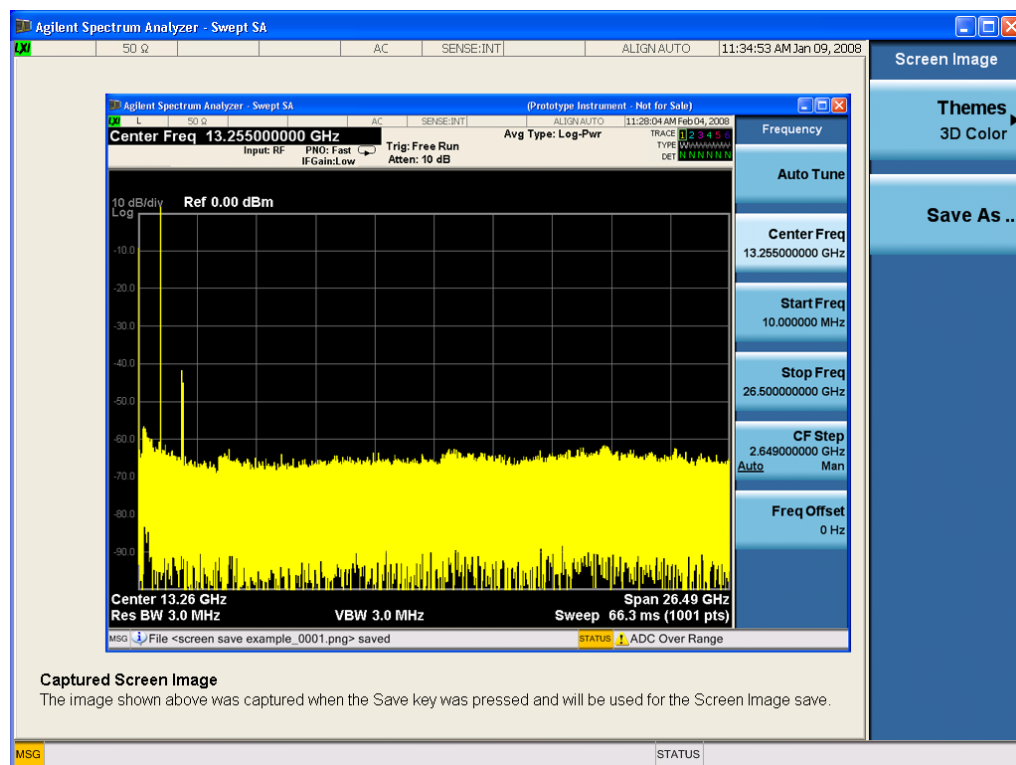 Agilent Spectrum Analyzer - Swept SA
LXI 50 Ω AC SENSE:INT ALIGN AUTO 11:34:53 AM Jan 09, 2008
Screen Image
Themes
3D Color
Save As ..
Agilent Spectrum Analyzer - Swept SA (Prototype Instrument - Not for Sale)
LXI L 50 Ω AC SENSE:INT ALIGN AUTO 11:28:04 AM Feb 04, 2008
Center Freq 13.255000000 GHz
Input: RF PNO: Fast
IFGain:Low
Trig: Free Run
Atten: 10 dB
Avg Type: Log-Pwr
TRACE 1 2 3 4 5 6
TYPE
DET N N N N N N
Frequency
Auto Tune
Center Freq
13.255000000 GHz
Start Freq
10.000000 MHz
Stop Freq
26.500000000 GHz
CF Step
2.649000000 GHz
Auto Man
Freq Offset
0 Hz
10 dB/div Ref 0.00 dBm
Log
-10.0
-20.0
-30.0
-40.0
-50.0
-60.0
-70.0
-80.0
-90.0
Center 13.26 GHz Span 26.49 GHz
Res BW 3.0 MHz VBW 3.0 MHz Sweep 66.3 ms (1001 pts)
MSG File <screen save example_0001.png> saved STATUS ADC Over Range
Captured Screen Image
The image shown above was captured when the Save key was pressed and will be used for the Screen Image save.
MSG STATUS